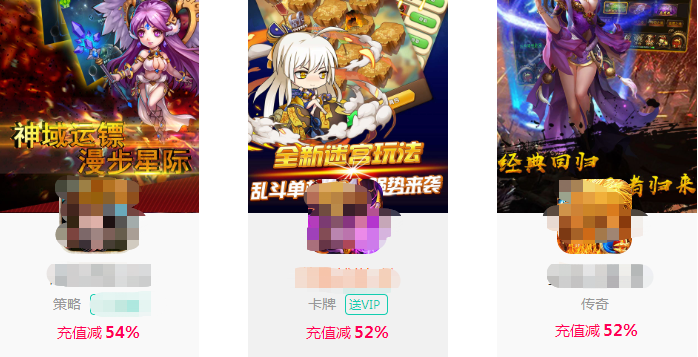 神域运镖
漫步星际
策略
充值减 54%
全新迷宫玩法
乱斗单
势来袭
卡牌 送VIP
充值减 52%
经典回归
者归来
传奇
充值减 52%